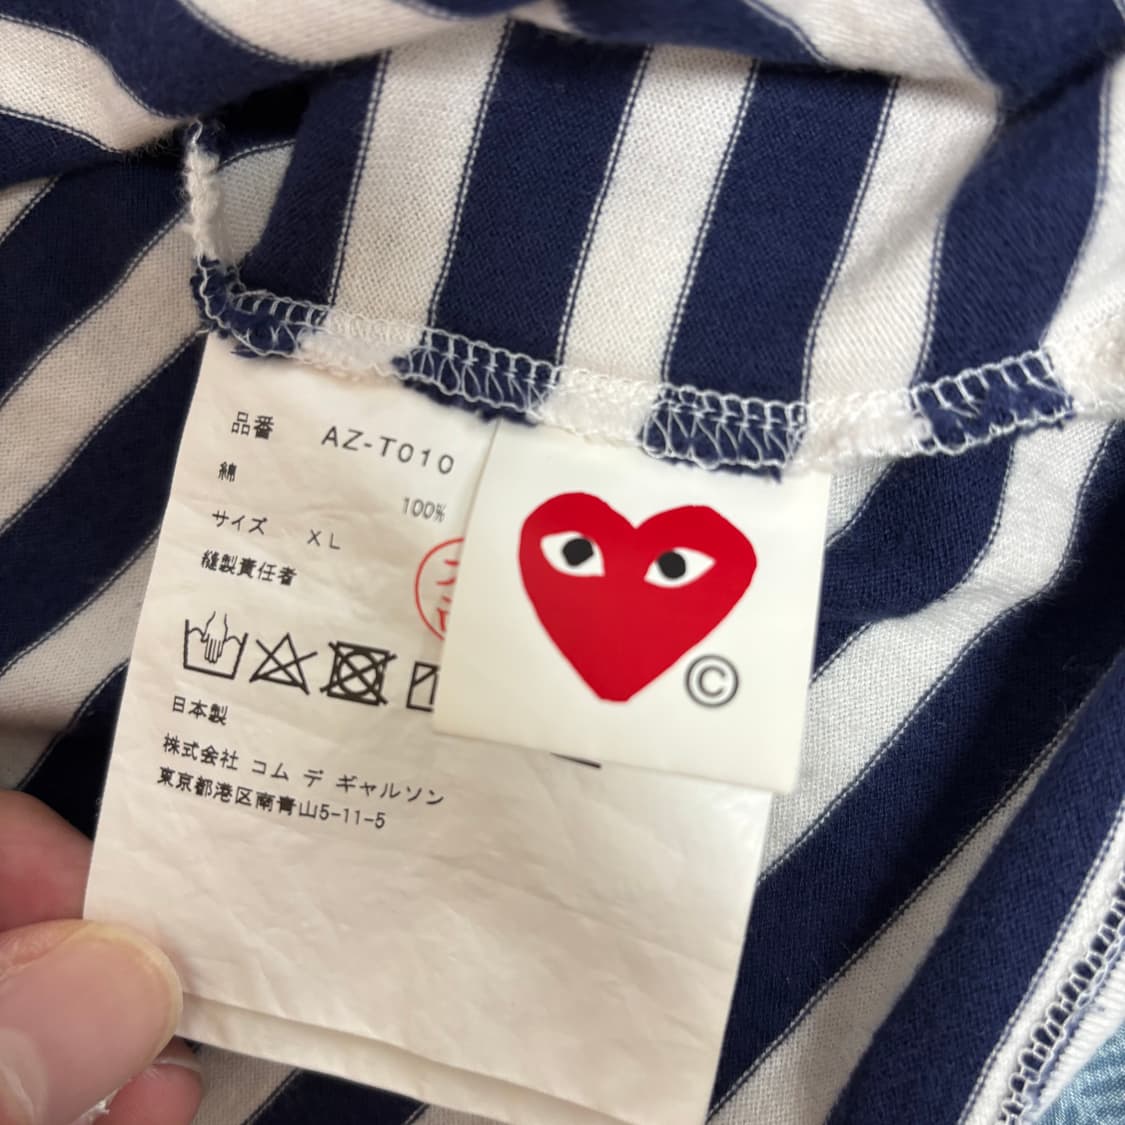 品番 AZ-T010
綿
100%
サイズ XL
縫製責任者
日本製
株式会社 コム デ ギャルソン
東京都港区南青山5-11-5
©